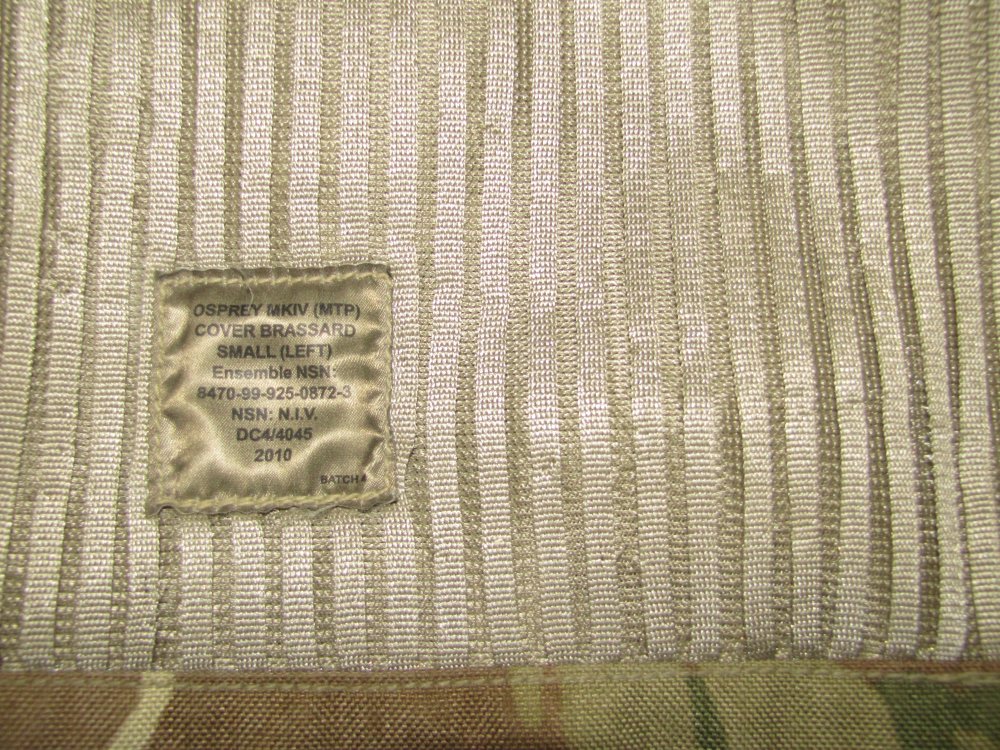 OSPREY MKIV (MTP)
COVER BRASSARD
SMALL (LEFT)
Ensemble NSN:
8470-99-925-0872-3
NSN: N.I.V.
DC4/4045
2010
BATCH